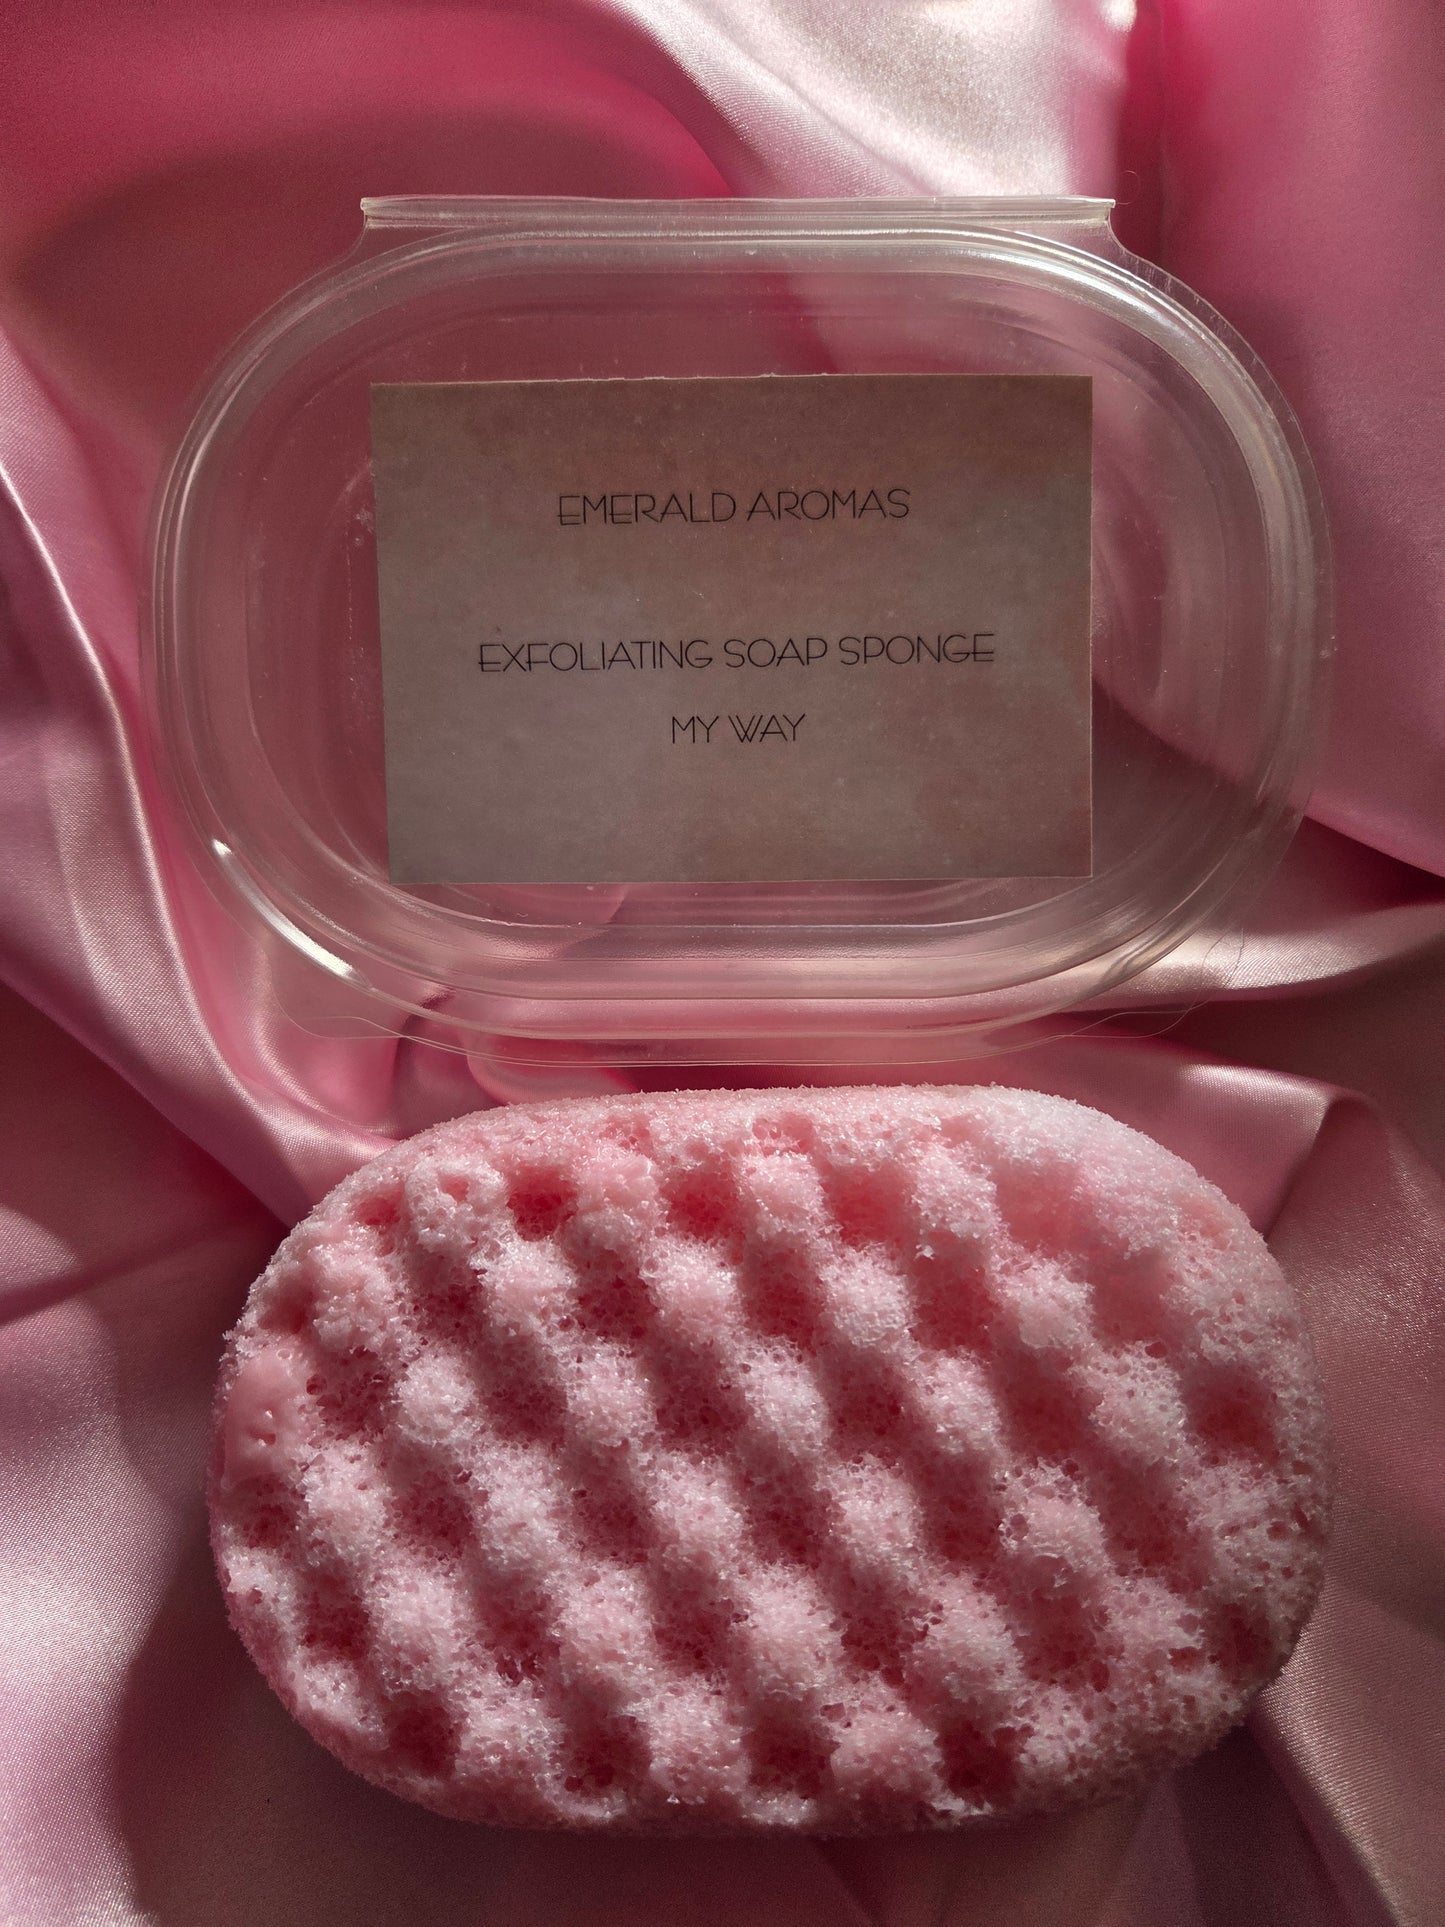 EMERALD AROMAS
EXFOLIATING SOAP SPONGE
MY WAY